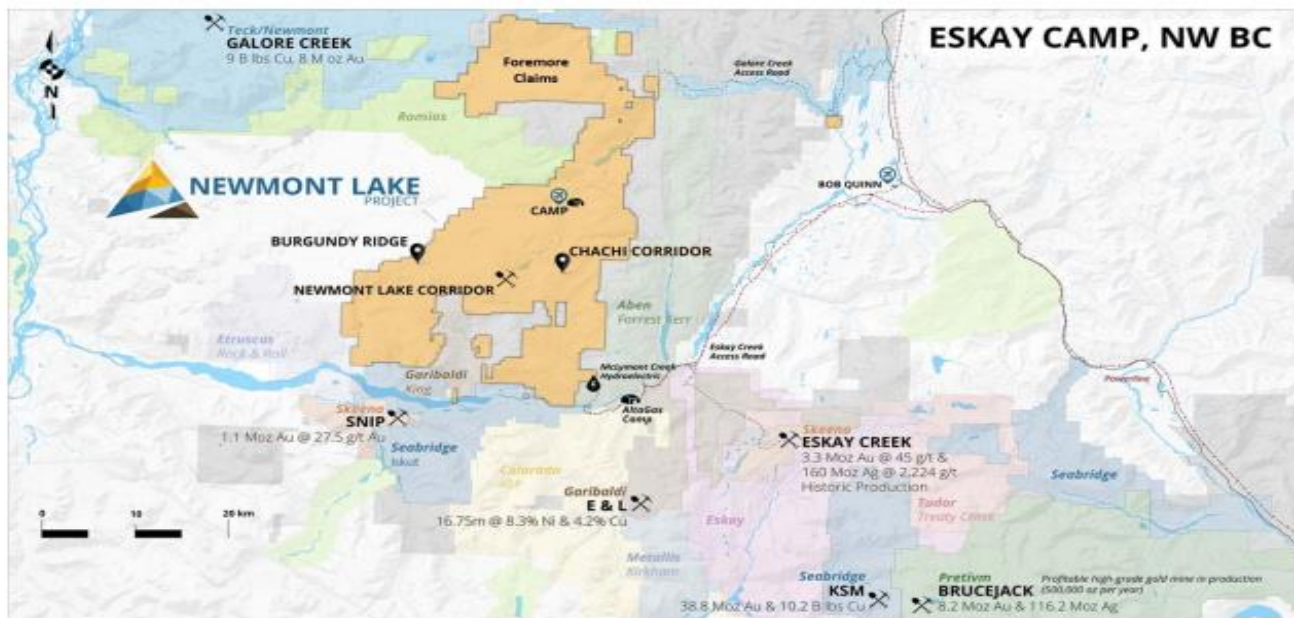 ESKAY CAMP, NW BC
Teck/Newmont
GALORE CREEK
9 B lbs Cu, 8 M oz Au
N
Foremore
Claims
Galore Creek
Access Road
Romios
NEWMONT LAKE
PROJECT
CAMP
BOB QUINN
BURGUNDY RIDGE
CHACHI CORRIDOR
NEWMONT LAKE CORRIDOR
Aben
Forrest Kerr
Etruscus
Rock & Roll
Eskay Creek
Access Road
McLymont Creek
Hydroelectric
Garibaldi
King
Powerline
AltaGas
Camp
Skeena
SNIP
1.1 Moz Au @ 27.5 g/t Au
Seabridge
Iskut
Skeena
ESKAY CREEK
3.3 Moz Au @ 45 g/t &
160 Moz Ag @ 2,224 g/t
Historic Production
Colorado
Seabridge
Garibaldi
E & L
16.75m @ 8.3% Ni & 4.2% Cu
Tudor
Treaty Creek
Eskay
0 10 20 km
Metallis
Kirkham
Seabridge
KSM
38.8 Moz Au & 10.2 B lbs Cu
Pretivm
BRUCEJACK
Profitable high-grade gold mine in production
(500,000 oz per year)
8.2 Moz Au & 116.2 Moz Ag